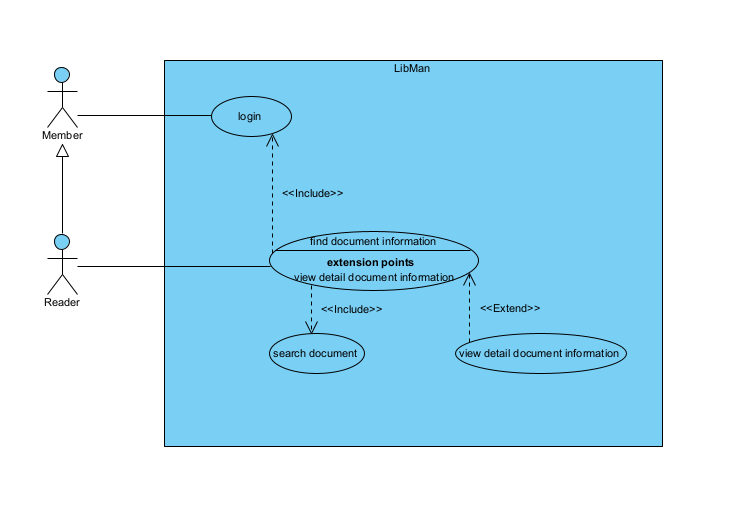 LibMan
Member
login
<<Include>>
find document information
extension points
view detail document information
Reader
<<Include>>
<<Extend>>
search document
view detail document information